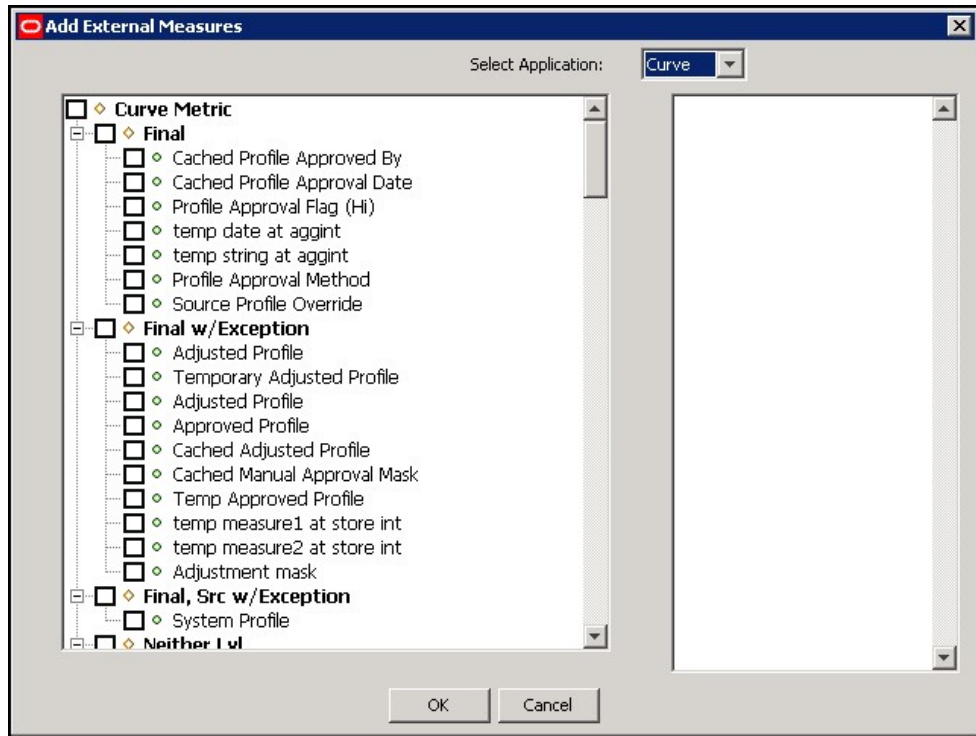 Add External Measures
Select Application:
Curve
Curve Metric
Final
Cached Profile Approved By
Cached Profile Approval Date
Profile Approval Flag (Hi)
temp date at aggint
temp string at aggint
Profile Approval Method
Source Profile Override
Final w/Exception
Adjusted Profile
Temporary Adjusted Profile
Adjusted Profile
Approved Profile
Cached Adjusted Profile
Cached Manual Approval Mask
Temp Approved Profile
temp measure1 at store int
temp measure2 at store int
Adjustment mask
Final, Src w/Exception
System Profile
Neither Lvl
OK
Cancel